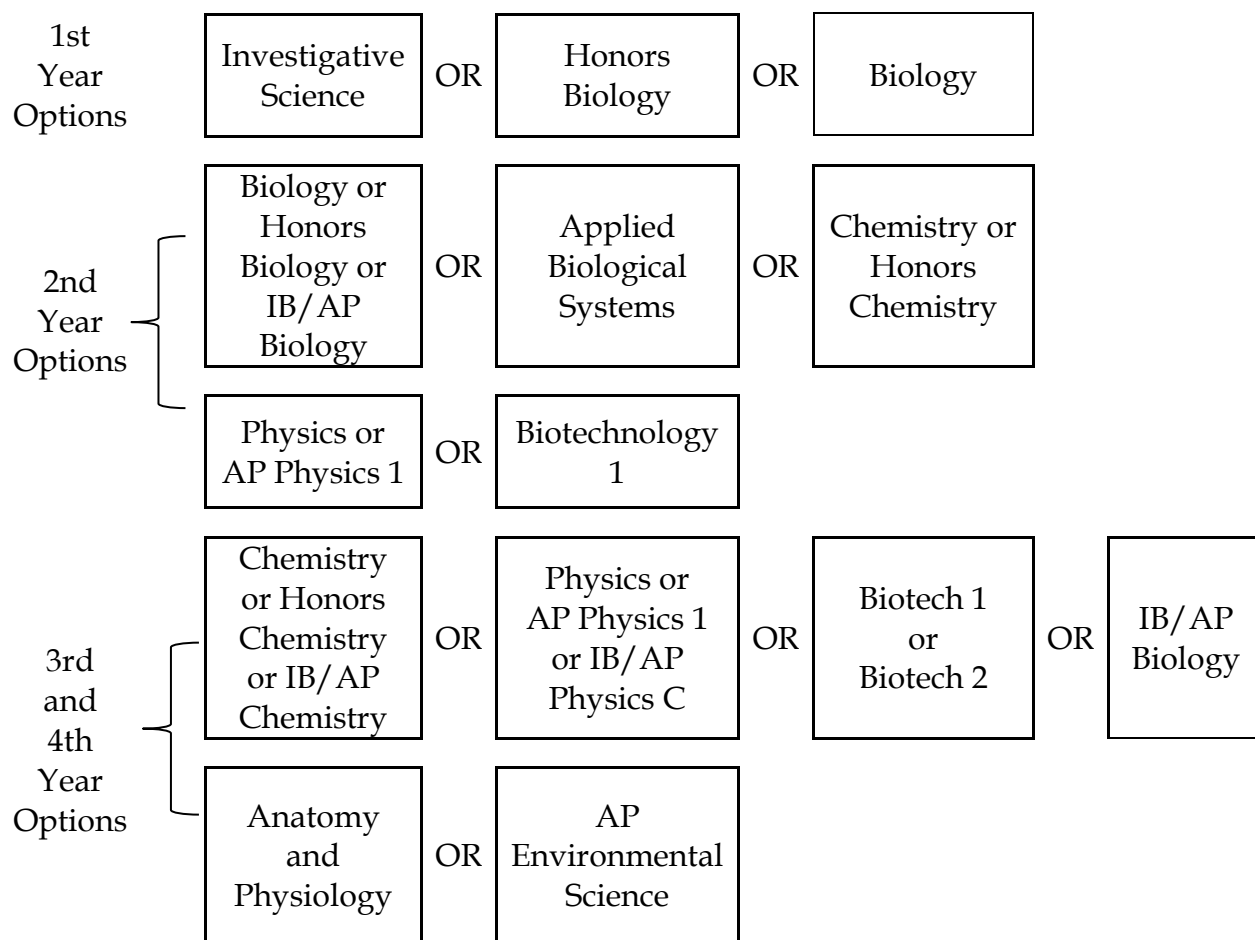 1st
Year
Options
Investigative
Science
OR
Honors
Biology
OR
Biology
2nd
Year
Options
Biology or
Honors
Biology or
IB/AP
Biology
OR
Applied
Biological
Systems
OR
Chemistry or
Honors
Chemistry
Physics or
AP Physics 1
OR
Biotechnology
1
3rd
and
4th
Year
Options
Chemistry
or Honors
Chemistry
or IB/AP
Chemistry
OR
Physics or
AP Physics 1
or IB/AP
Physics C
OR
Biotech 1
or
Biotech 2
OR
IB/AP
Biology
Anatomy
and
Physiology
OR
AP
Environmental
Science